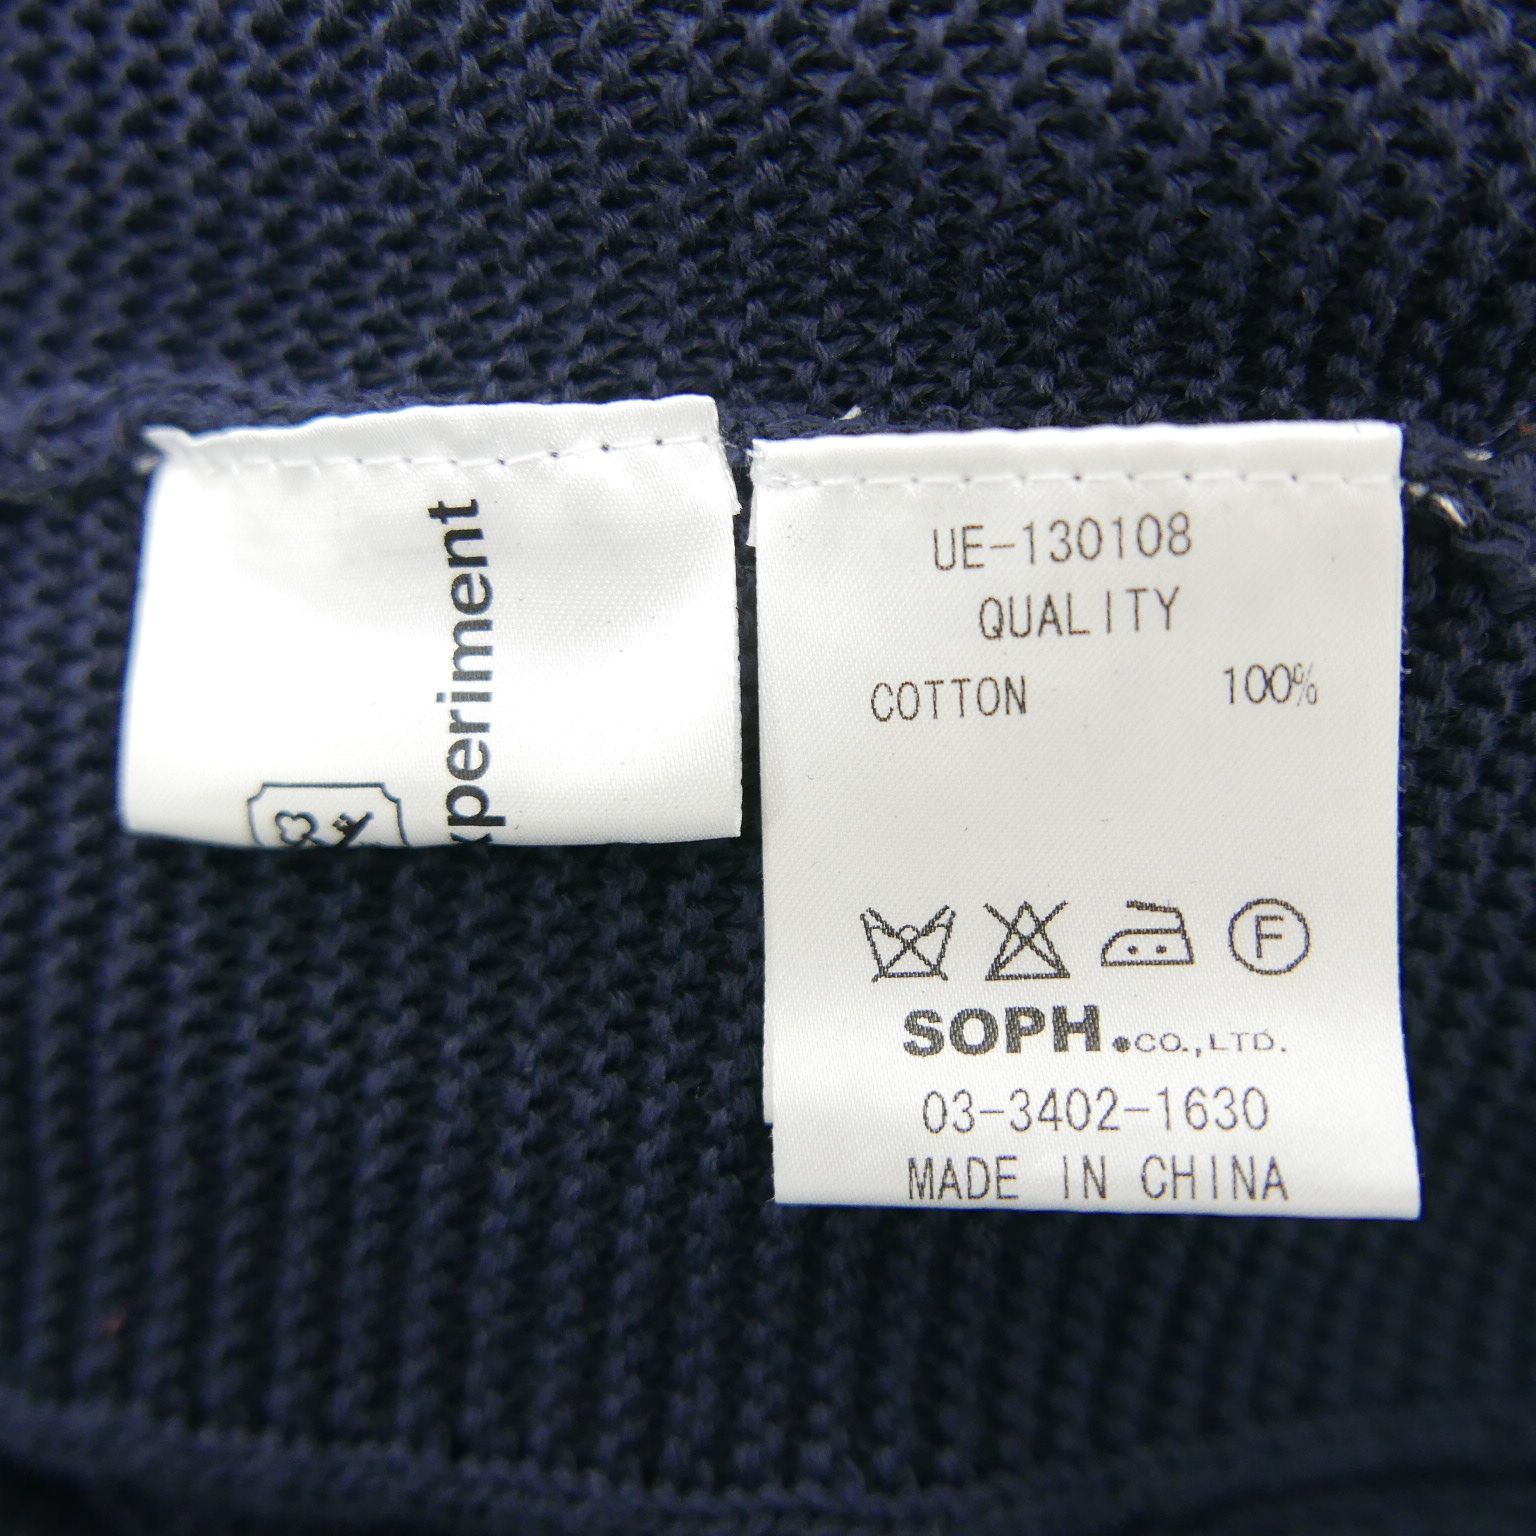 xperiment
UE-130108
QUALITY
COTTON 100%
F
SOPH.CO.,LTD.
03-3402-1630
MADE IN CHINA